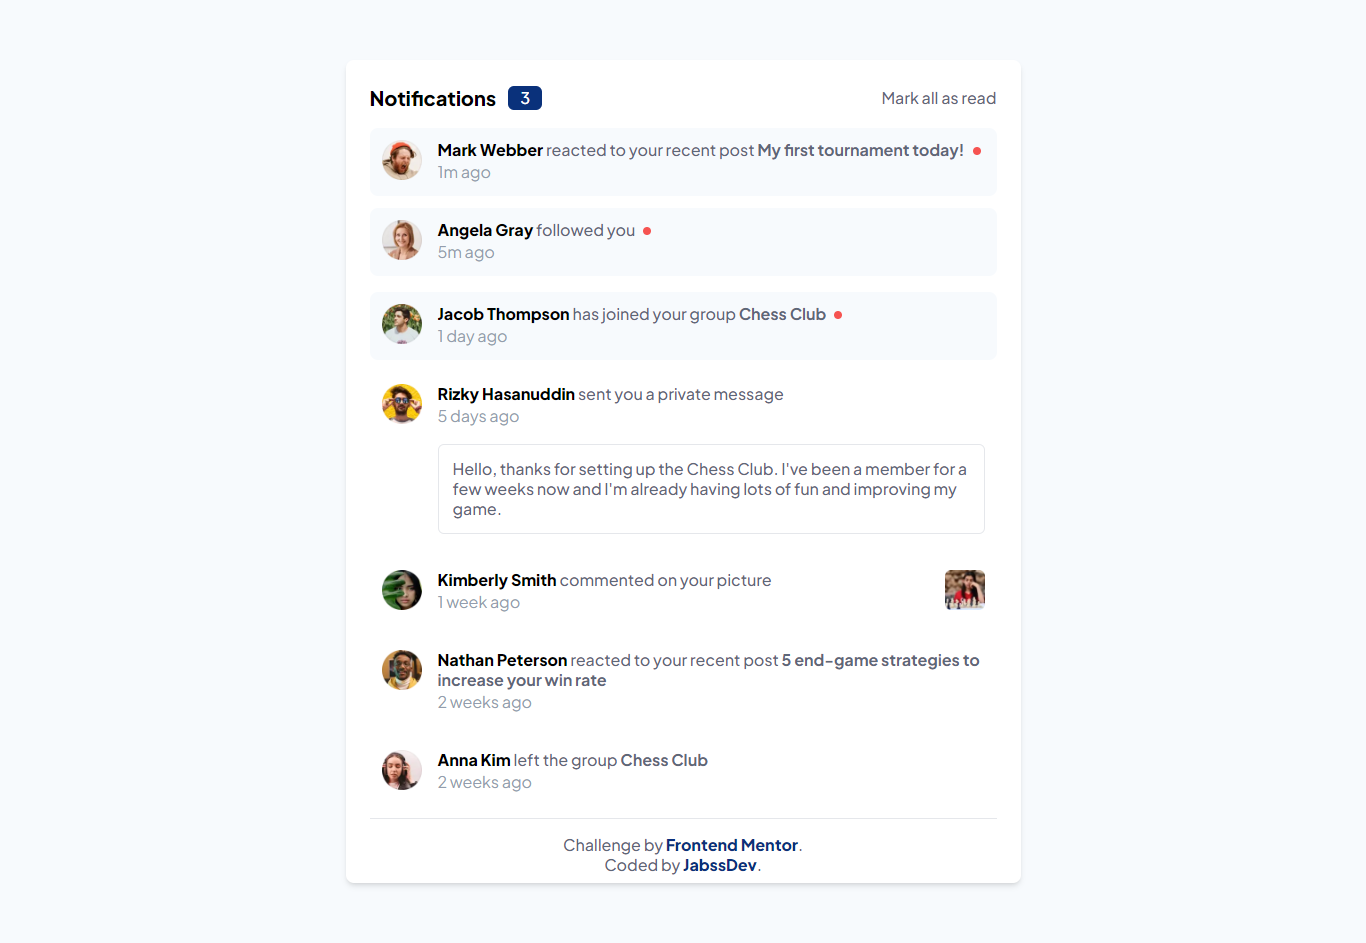 Notifications 3 Mark all as read
Mark Webber reacted to your recent post My first tournament today!
1m ago
Angela Gray followed you
5m ago
Jacob Thompson has joined your group Chess Club
1 day ago
Rizky Hasanuddin sent you a private message
5 days ago
Hello, thanks for setting up the Chess Club. I've been a member for a
few weeks now and I'm already having lots of fun and improving my
game.
Kimberly Smith commented on your picture
1 week ago
Nathan Peterson reacted to your recent post 5 end-game strategies to
increase your win rate
2 weeks ago
Anna Kim left the group Chess Club
2 weeks ago
Challenge by Frontend Mentor.
Coded by JabssDev.